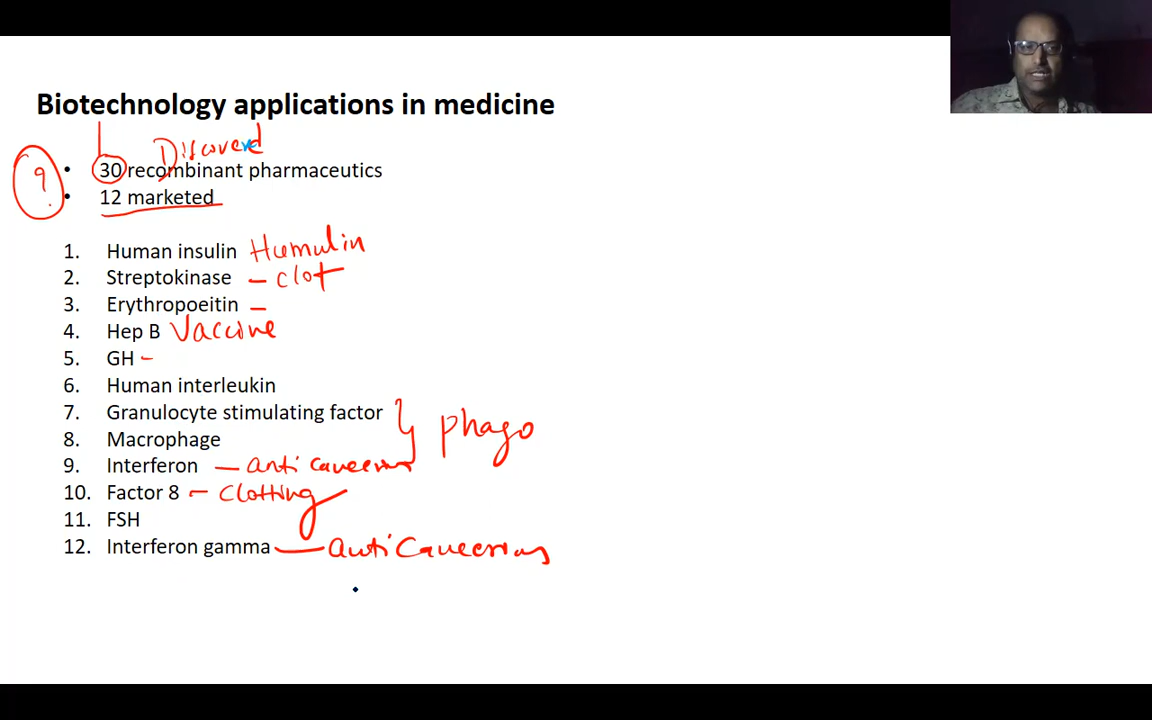 Biotechnology applications in medicine
Discovered
? • 30 recombinant pharmaceutics
• 12 marketed
1. Human insulin Humulin
2. Streptokinase - clot
3. Erythropoeitin -
4. Hep B Vaccine
5. GH -
6. Human interleukin
7. Granulocyte stimulating factor
8. Macrophage
phago
9. Interferon - anti cancerous
10. Factor 8 - Clotting
11. FSH
12. Interferon gamma - anti Cancerous